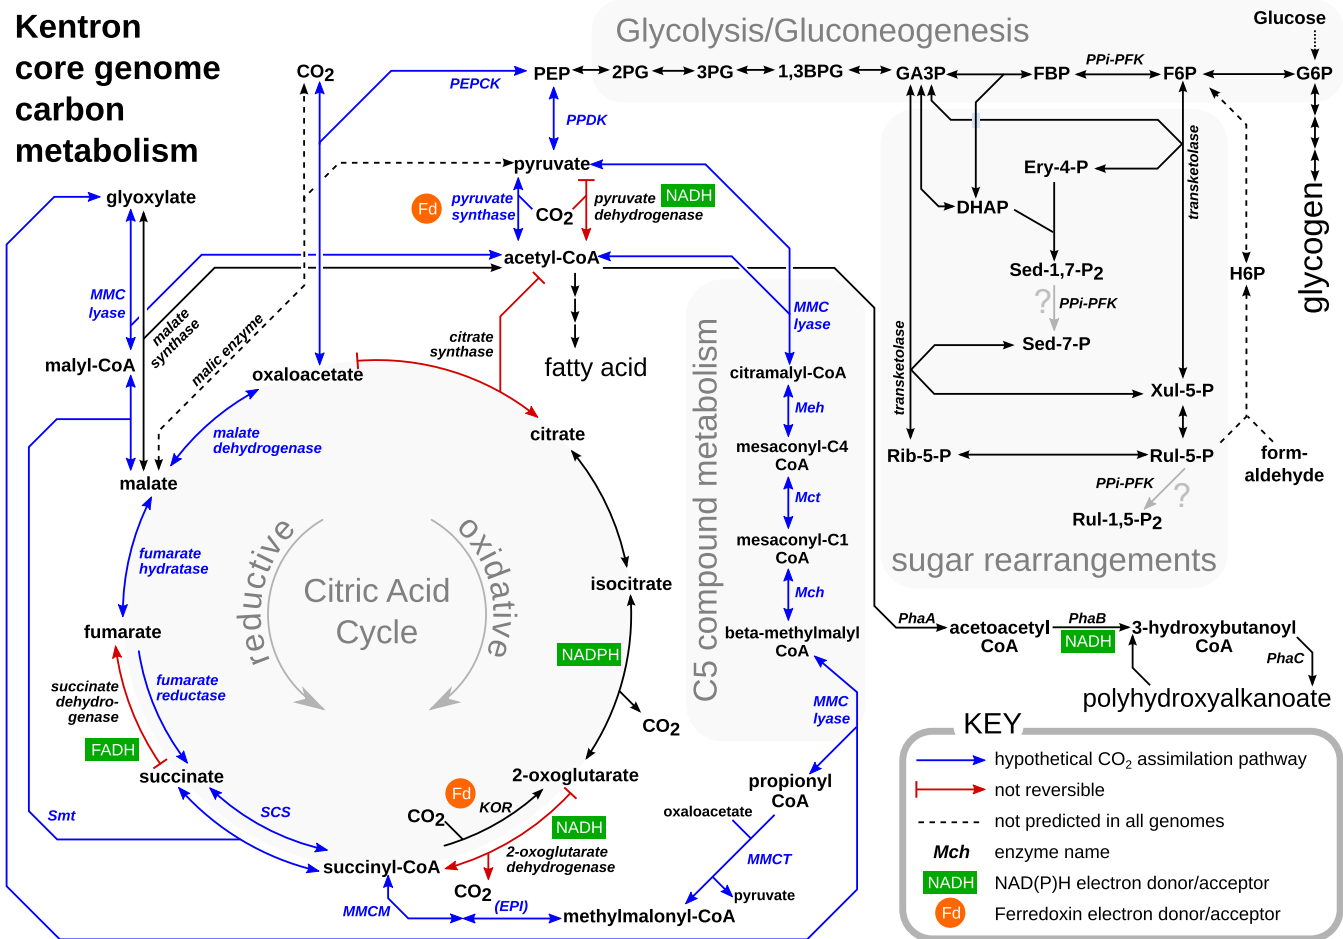 Kentron
core genome
carbon
metabolism
Glycolysis/Gluconeogenesis
Glucose
CO2
PEPCK
PEP
2PG
3PG
1,3BPG
GA3P
FBP
PPi-PFK
F6P
G6P
PPDK
pyruvate
glyoxylate
Fd
pyruvate
synthase
CO2
pyruvate
dehydrogenase
NADH
acetyl-CoA
Ery-4-P
DHAP
transketolase
glycogen
Sed-1,7-P2
H6P
?
PPi-PFK
Sed-7-P
MMC
lyase
malate
synthase
malic enzyme
citrate
synthase
fatty acid
MMC
lyase
malyl-CoA
oxaloacetate
citramalyl-CoA
transketolase
Xul-5-P
Meh
malate
dehydrogenase
citrate
mesaconyl-C4
CoA
Rib-5-P
Rul-5-P
form-
aldehyde
malate
Mct
PPi-PFK
?
Rul-1,5-P2
C5 compound metabolism
mesaconyl-C1
CoA
sugar rearrangements
fumarate
hydratase
reductive
oxidative
Citric Acid
Cycle
isocitrate
Mch
fumarate
NADPH
beta-methylmalyl
CoA
PhaA
acetoacetyl
CoA
PhaB
NADH
3-hydroxybutanoyl
CoA
PhaC
polyhydroxyalkanoate
succinate
dehydro-
genase
fumarate
reductase
FADH
CO2
MMC
lyase
succinate
2-oxoglutarate
propionyl
CoA
oxaloacetate
Smt
SCS
Fd
KOR
CO2
NADH
2-oxoglutarate
dehydrogenase
MMCT
succinyl-CoA
CO2
pyruvate
MMCM
(EPI)
methylmalonyl-CoA
KEY
hypothetical CO2 assimilation pathway
not reversible
not predicted in all genomes
Mch enzyme name
NADH NAD(P)H electron donor/acceptor
Fd Ferredoxin electron donor/acceptor